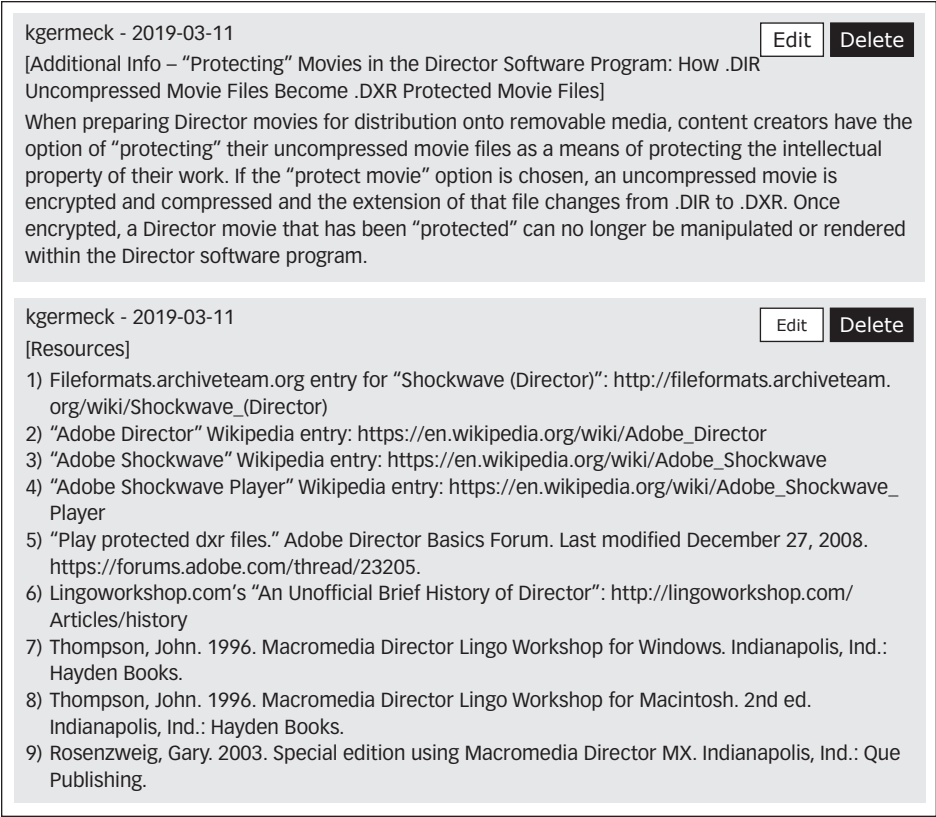 kgermeck - 2019-03-11
Edit Delete
[Additional Info – “Protecting” Movies in the Director Software Program: How .DIR
Uncompressed Movie Files Become .DXR Protected Movie Files]
When preparing Director movies for distribution onto removable media, content creators have the
option of “protecting” their uncompressed movie files as a means of protecting the intellectual
property of their work. If the “protect movie” option is chosen, an uncompressed movie is
encrypted and compressed and the extension of that file changes from .DIR to .DXR. Once
encrypted, a Director movie that has been “protected” can no longer be manipulated or rendered
within the Director software program.
kgermeck - 2019-03-11
Edit Delete
[Resources]
1) Fileformats.archiveteam.org entry for “Shockwave (Director)”: http://fileformats.archiveteam.
org/wiki/Shockwave_(Director)
2) “Adobe Director” Wikipedia entry: https://en.wikipedia.org/wiki/Adobe_Director
3) “Adobe Shockwave” Wikipedia entry: https://en.wikipedia.org/wiki/Adobe_Shockwave
4) “Adobe Shockwave Player” Wikipedia entry: https://en.wikipedia.org/wiki/Adobe_Shockwave_
Player
5) “Play protected dxr files.” Adobe Director Basics Forum. Last modified December 27, 2008.
https://forums.adobe.com/thread/23205.
6) Lingoworkshop.com’s “An Unofficial Brief History of Director”: http://lingoworkshop.com/
Articles/history
7) Thompson, John. 1996. Macromedia Director Lingo Workshop for Windows. Indianapolis, Ind.:
Hayden Books.
8) Thompson, John. 1996. Macromedia Director Lingo Workshop for Macintosh. 2nd ed.
Indianapolis, Ind.: Hayden Books.
9) Rosenzweig, Gary. 2003. Special edition using Macromedia Director MX. Indianapolis, Ind.: Que
Publishing.